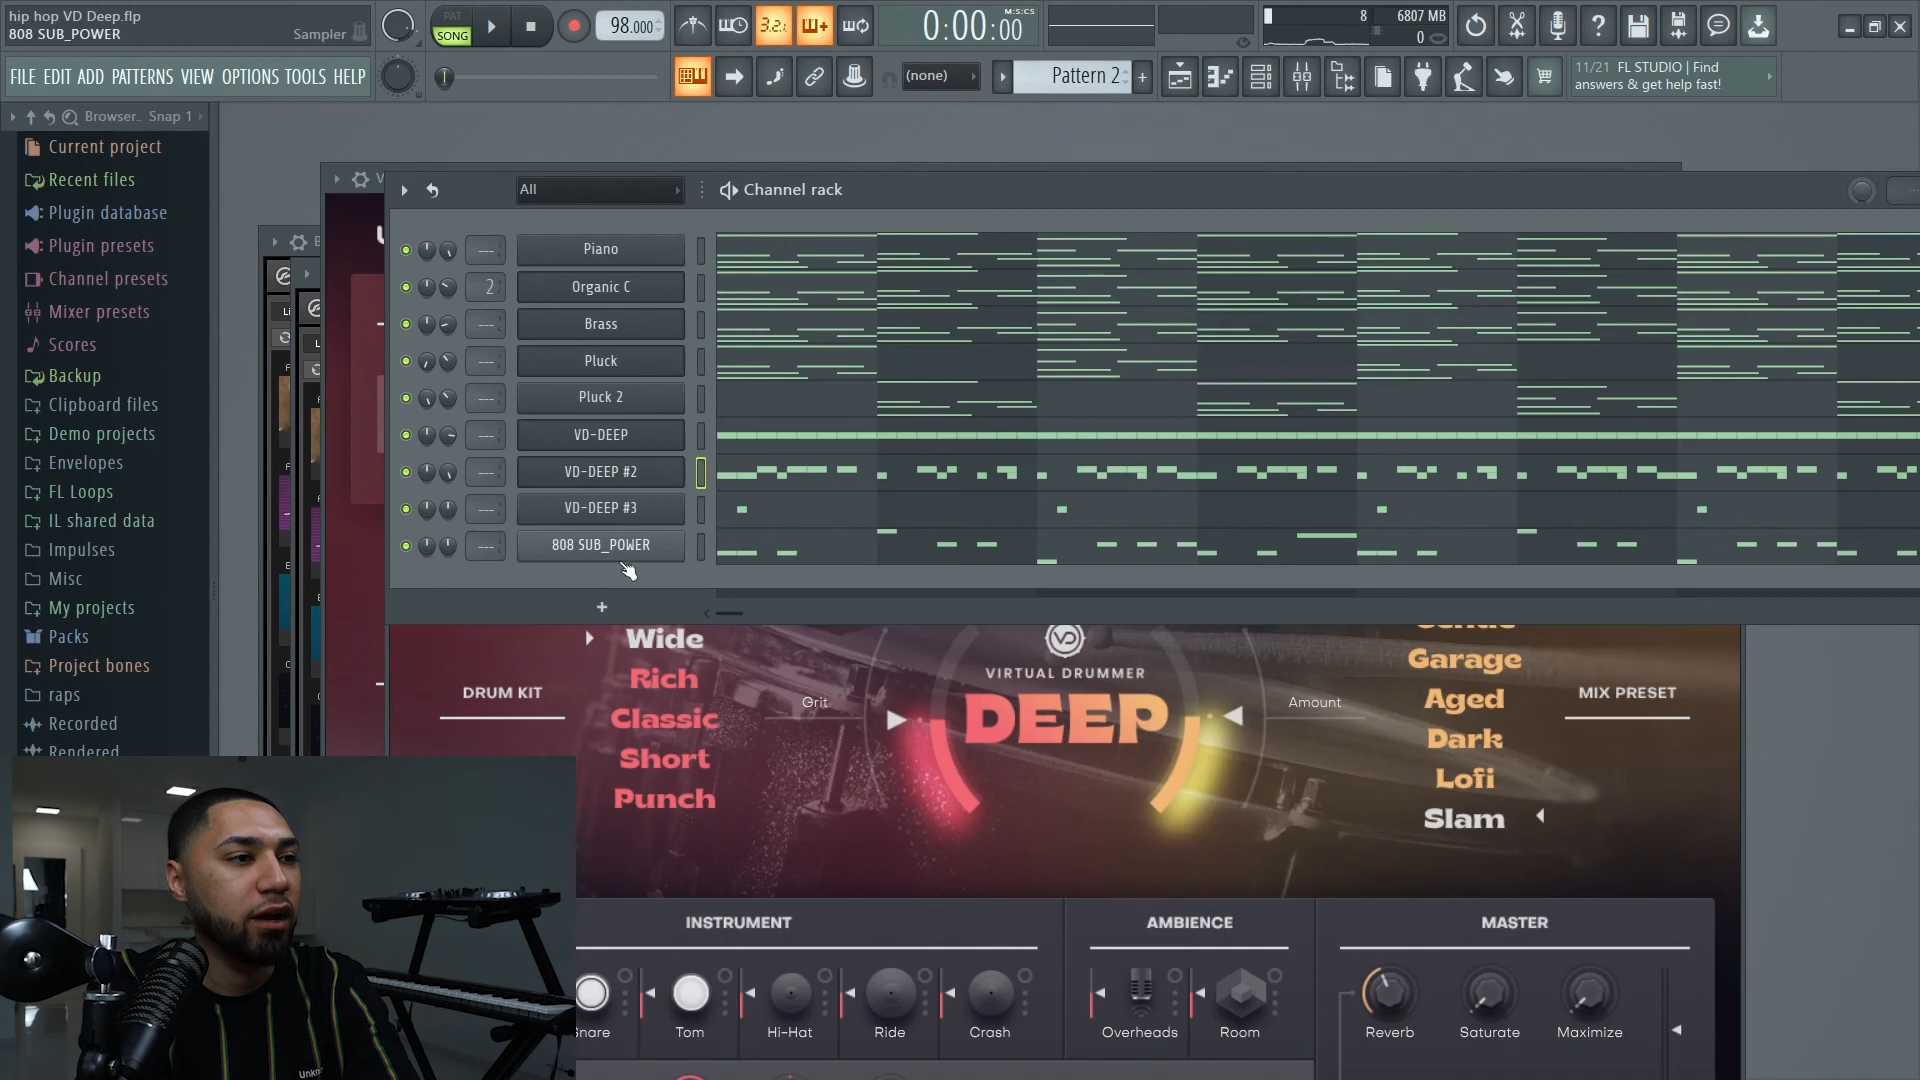 hip hop VD Deep.flp
808 SUB_POWER
Sampler
PAT
SONG
98.000
3.2.
0:00:00
M:S:CS
8
6807 MB
0
FILE EDIT ADD PATTERNS VIEW OPTIONS TOOLS HELP
(none)
Pattern 2
+
11/21 FL STUDIO | Find
answers & get help fast!
Browser.. Snap 1
Current project
Recent files
Plugin database
Plugin presets
Channel presets
Mixer presets
Scores
Backup
Clipboard files
Demo projects
Envelopes
FL Loops
IL shared data
Impulses
Misc
My projects
Packs
Project bones
raps
Recorded
Rendered
All
Channel rack
Piano
2
Organic C
Brass
Pluck
Pluck 2
VD-DEEP
VD-DEEP #2
VD-DEEP #3
808 SUB_POWER
+
DRUM KIT
Wide
Rich
Classic
Short
Punch
Grit
VD
VIRTUAL DRUMMER
DEEP
Amount
Garage
Aged
Dark
Lofi
Slam
MIX PRESET
INSTRUMENT
AMBIENCE
MASTER
Tom
Hi-Hat
Ride
Crash
Overheads
Room
Reverb
Saturate
Maximize